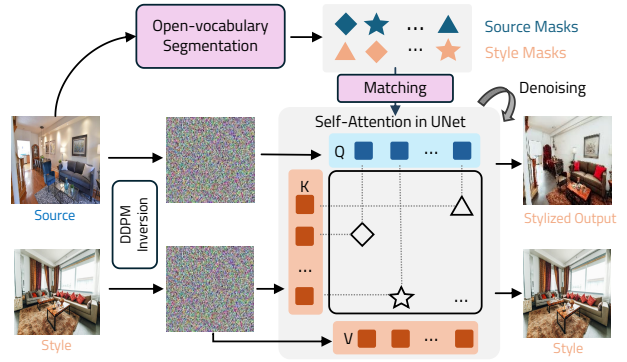 Open-vocabulary
Segmentation
...
...
Source Masks
Style Masks
Matching
Denoising
Self-Attention in UNet
Q
...
K
...
...
V
...
DDPM
Inversion
Source
Style
Stylized Output
Style